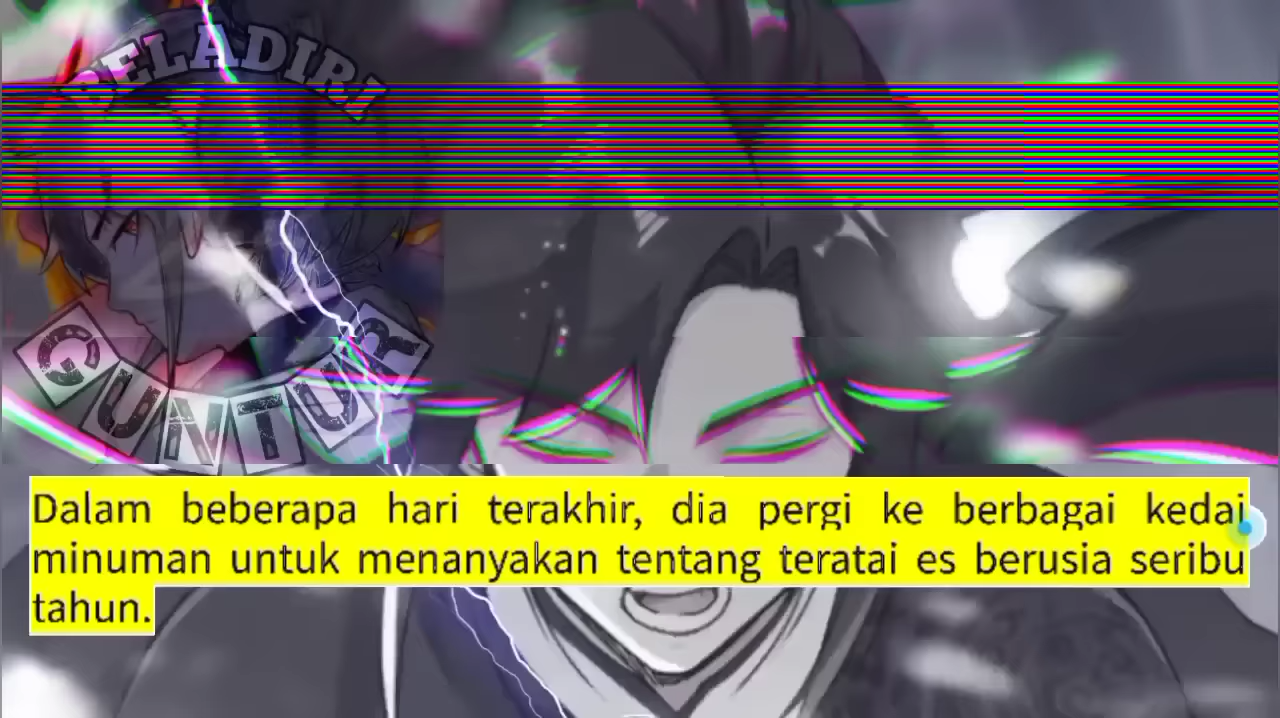 BELADIRI
GUNTUR
Dalam beberapa hari terakhir, dia pergi ke berbagai kedai
minuman untuk menanyakan tentang teratai es berusia seribu
tahun.